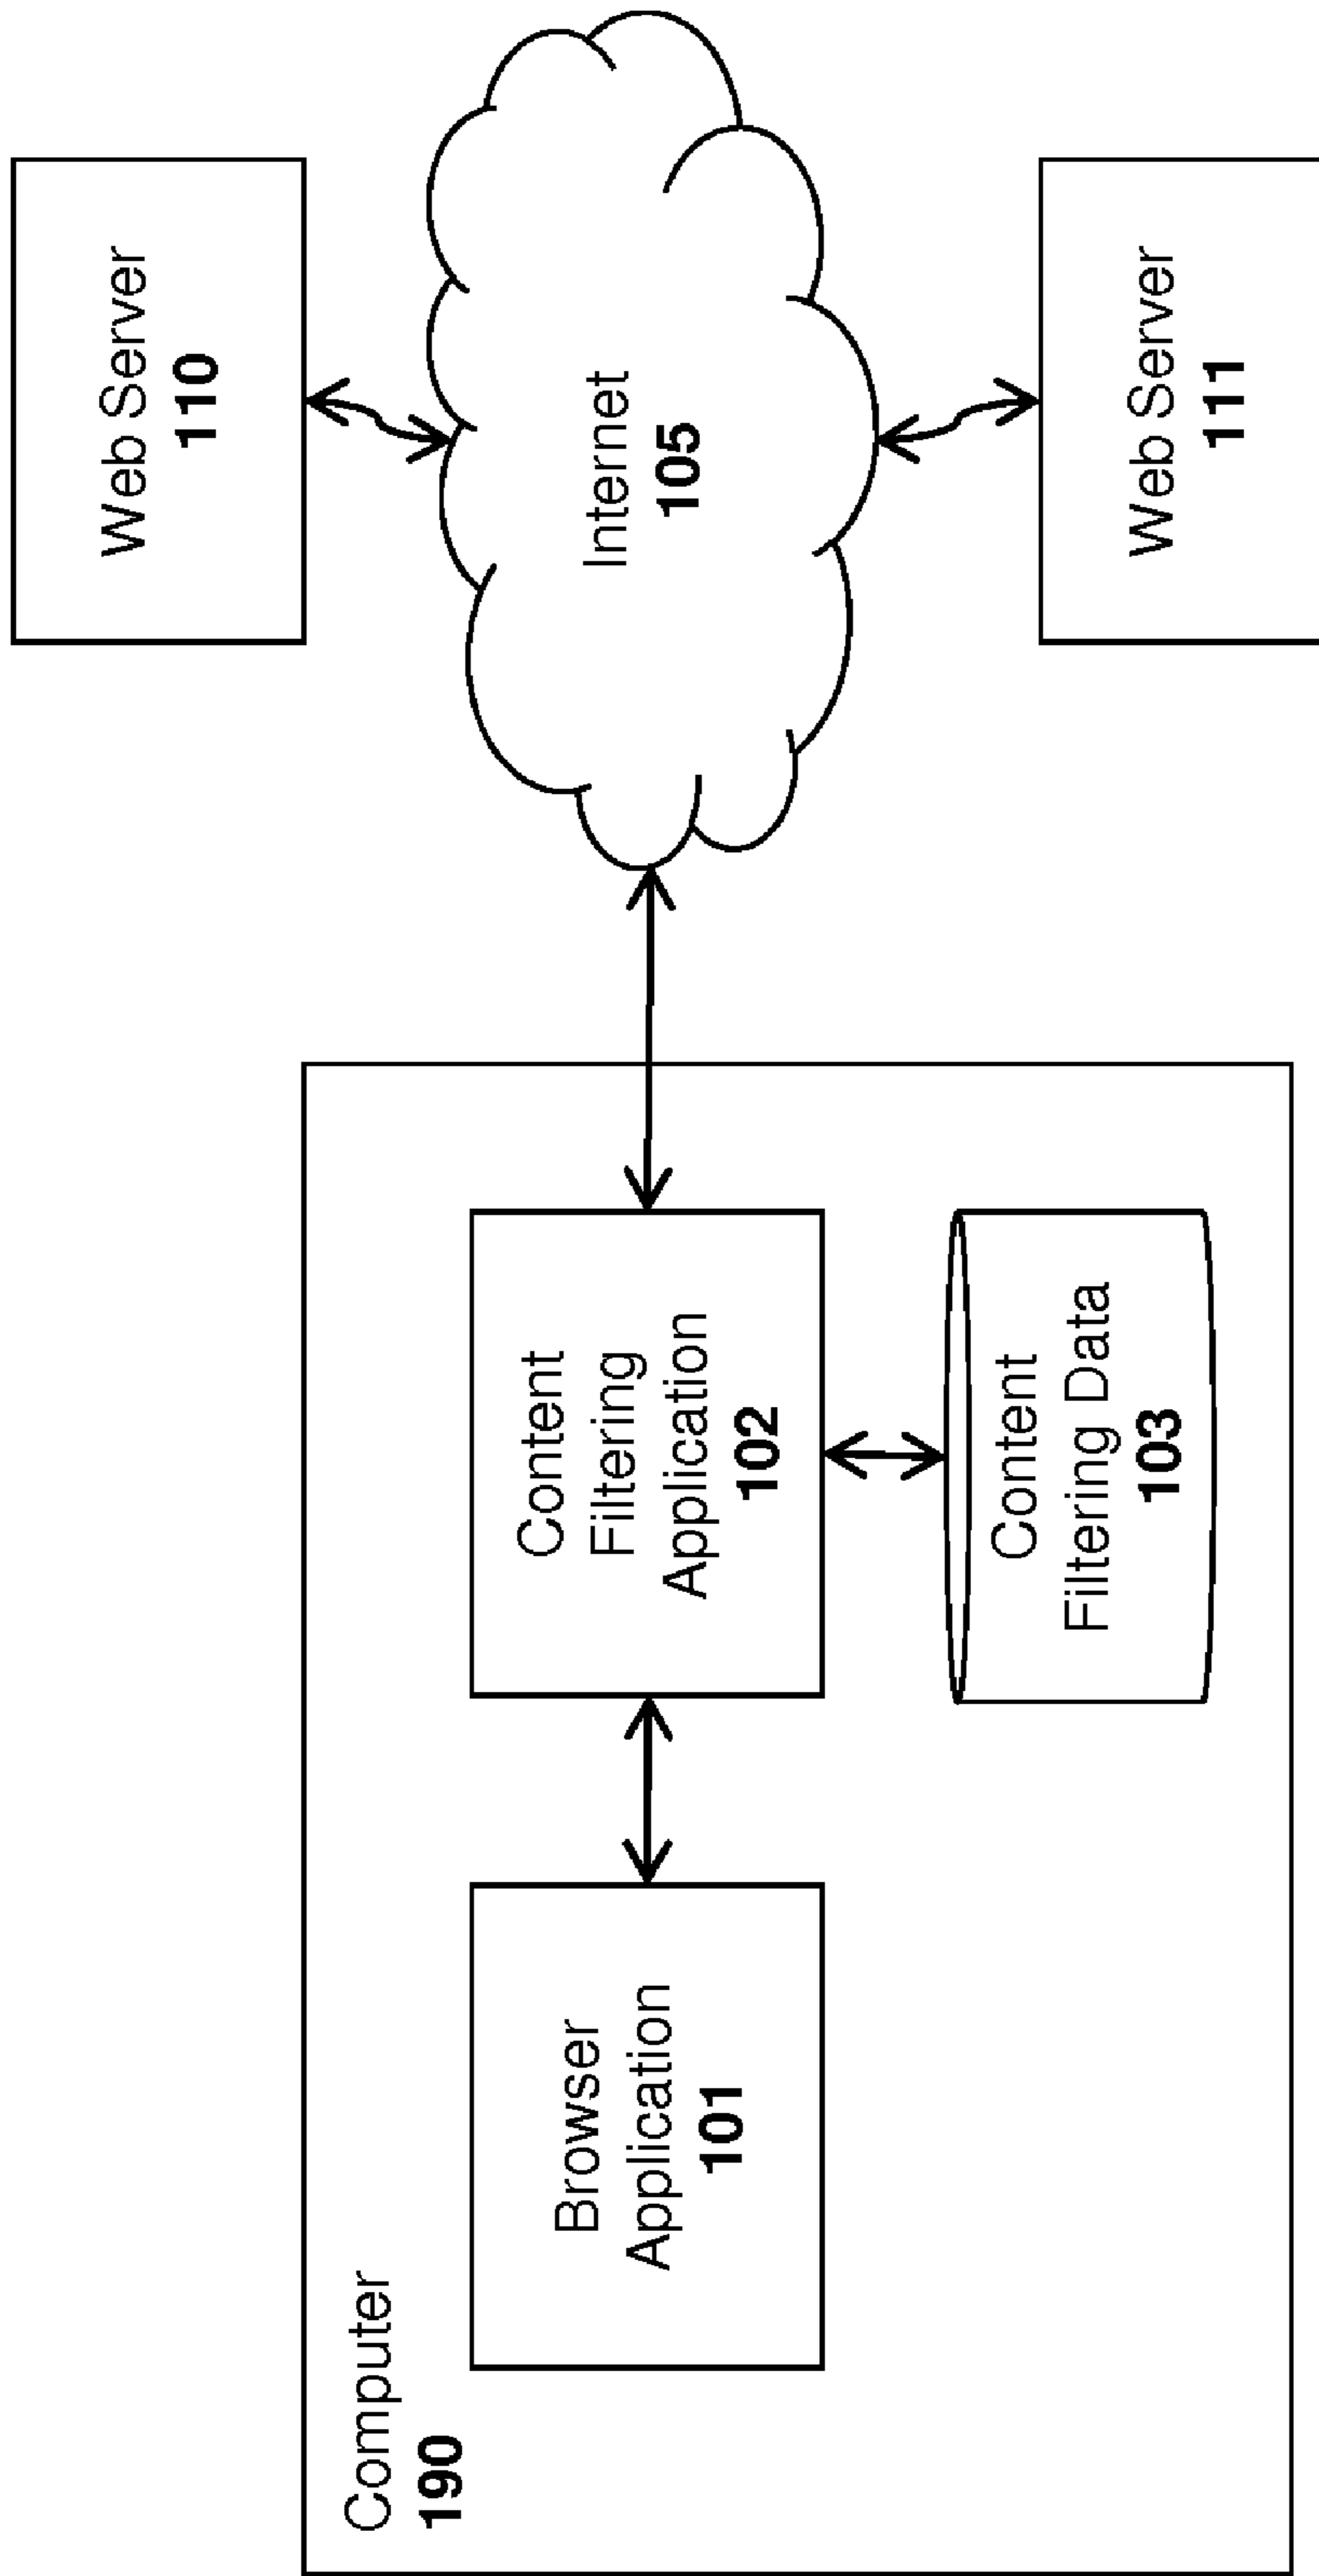 Computer
190
Browser
Application
101
Content
Filtering
Application
102
Content
Filtering Data
103
Internet
105
Web Server
110
Web Server
111